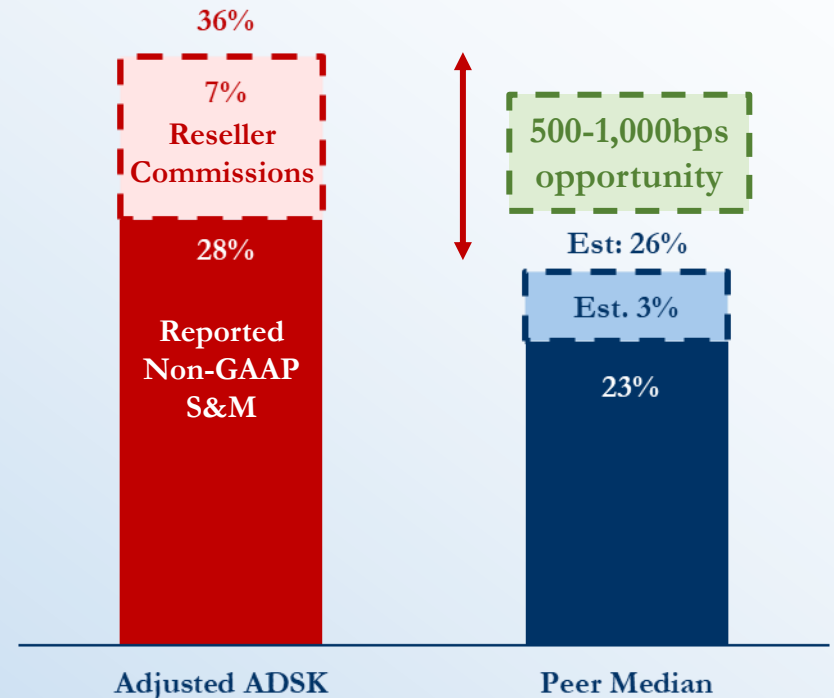 36%
7%
Reseller
Commissions
28%
Reported
Non-GAAP
S&M
500-1,000bps
opportunity
Est: 26%
Est. 3%
23%
Adjusted ADSK
Peer Median